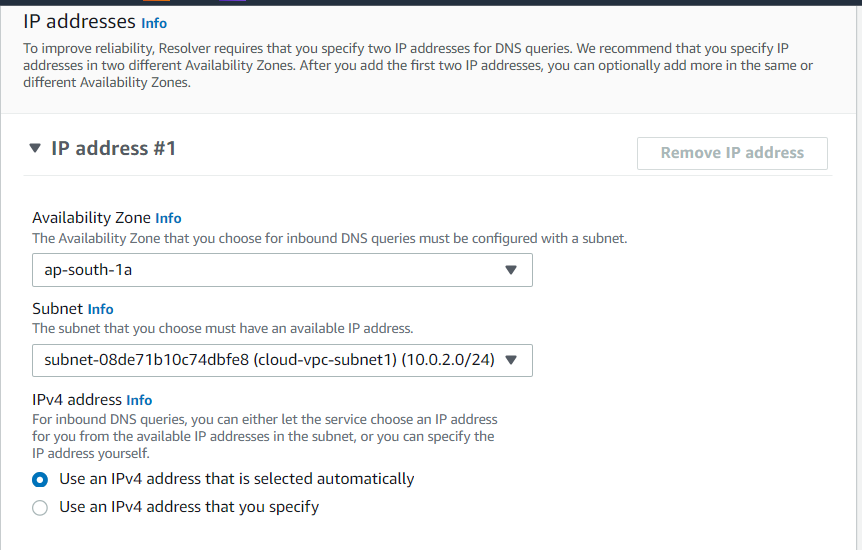 IP addresses Info
To improve reliability, Resolver requires that you specify two IP addresses for DNS queries. We recommend that you specify IP
addresses in two different Availability Zones. After you add the first two IP addresses, you can optionally add more in the same or
different Availability Zones.
IP address #1
Remove IP address
Availability Zone Info
The Availability Zone that you choose for inbound DNS queries must be configured with a subnet.
ap-south-1a
Subnet Info
The subnet that you choose must have an available IP address.
subnet-08de71b10c74dbfe8 (cloud-vpc-subnet1) (10.0.2.0/24)
IPv4 address Info
For inbound DNS queries, you can either let the service choose an IP address
for you from the available IP addresses in the subnet, or you can specify the
IP address yourself.
Use an IPv4 address that is selected automatically
Use an IPv4 address that you specify